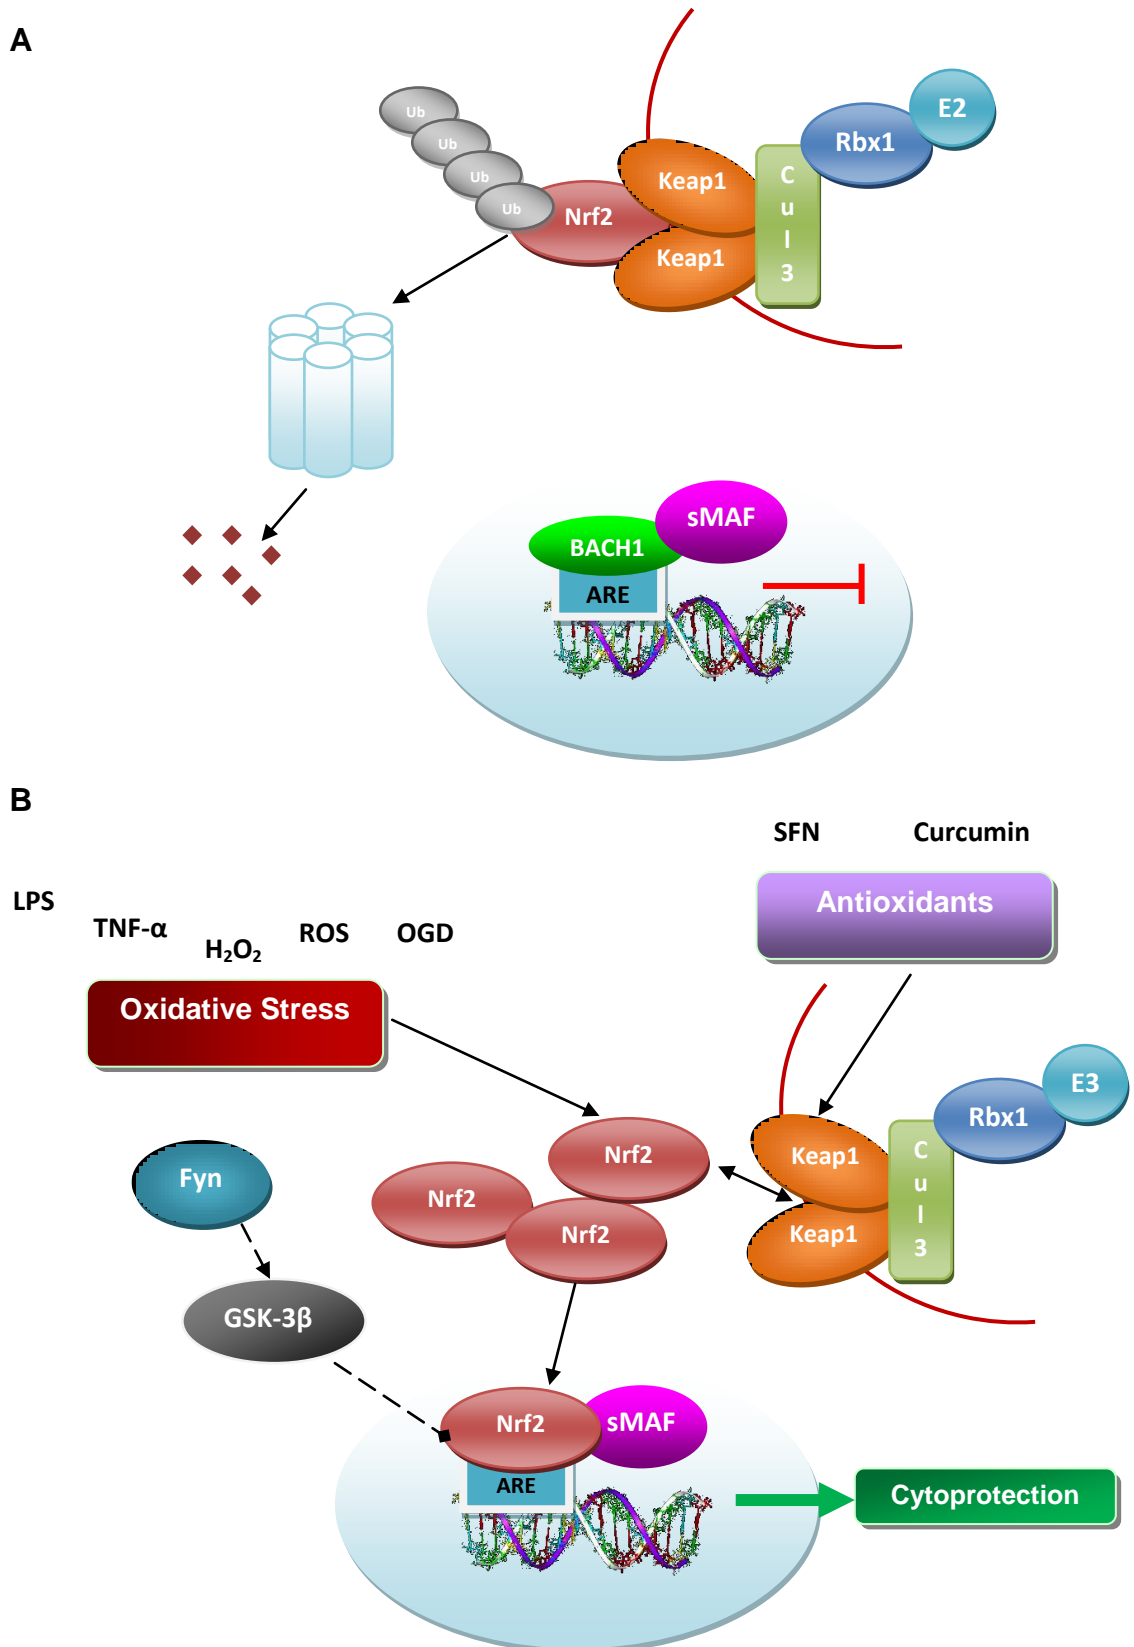 A
E2
Rbx1
Ub
Ub
Ub
Ub
Nrf2
Keap1
Keap1
C
u
l
3
sMAF
BACH1
ARE
B
SFN Curcumin
Antioxidants
LPS
TNF-α
H₂O₂
ROS
OGD
Oxidative Stress
E3
Rbx1
Nrf2
Nrf2
Nrf2
Keap1
Keap1
C
u
l
3
Fyn
GSK-3β
Nrf2
sMAF
ARE
Cytoprotection